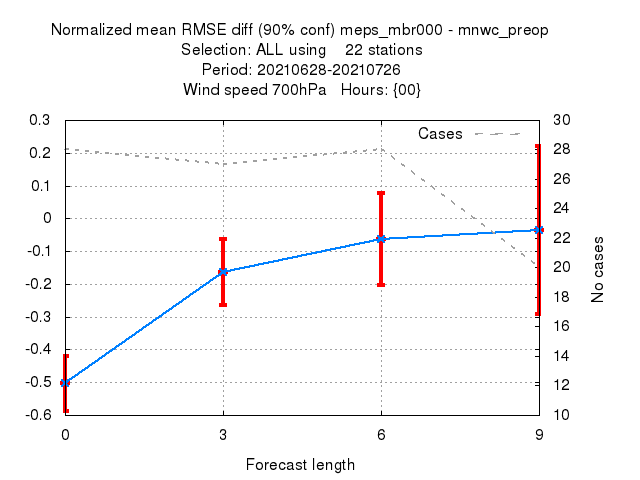 Normalized mean RMSE diff (90% conf) meps_mbr000 - mnwc_preop
Selection: ALL using 22 stations
Period: 20210628-20210726
Wind speed 700hPa Hours: {00}
Cases
0.3
0.2
0.1
0
-0.1
-0.2
-0.3
-0.4
-0.5
-0.6
30
28
26
24
22
20
18
16
14
12
10
No cases
0 3 6 9
Forecast length